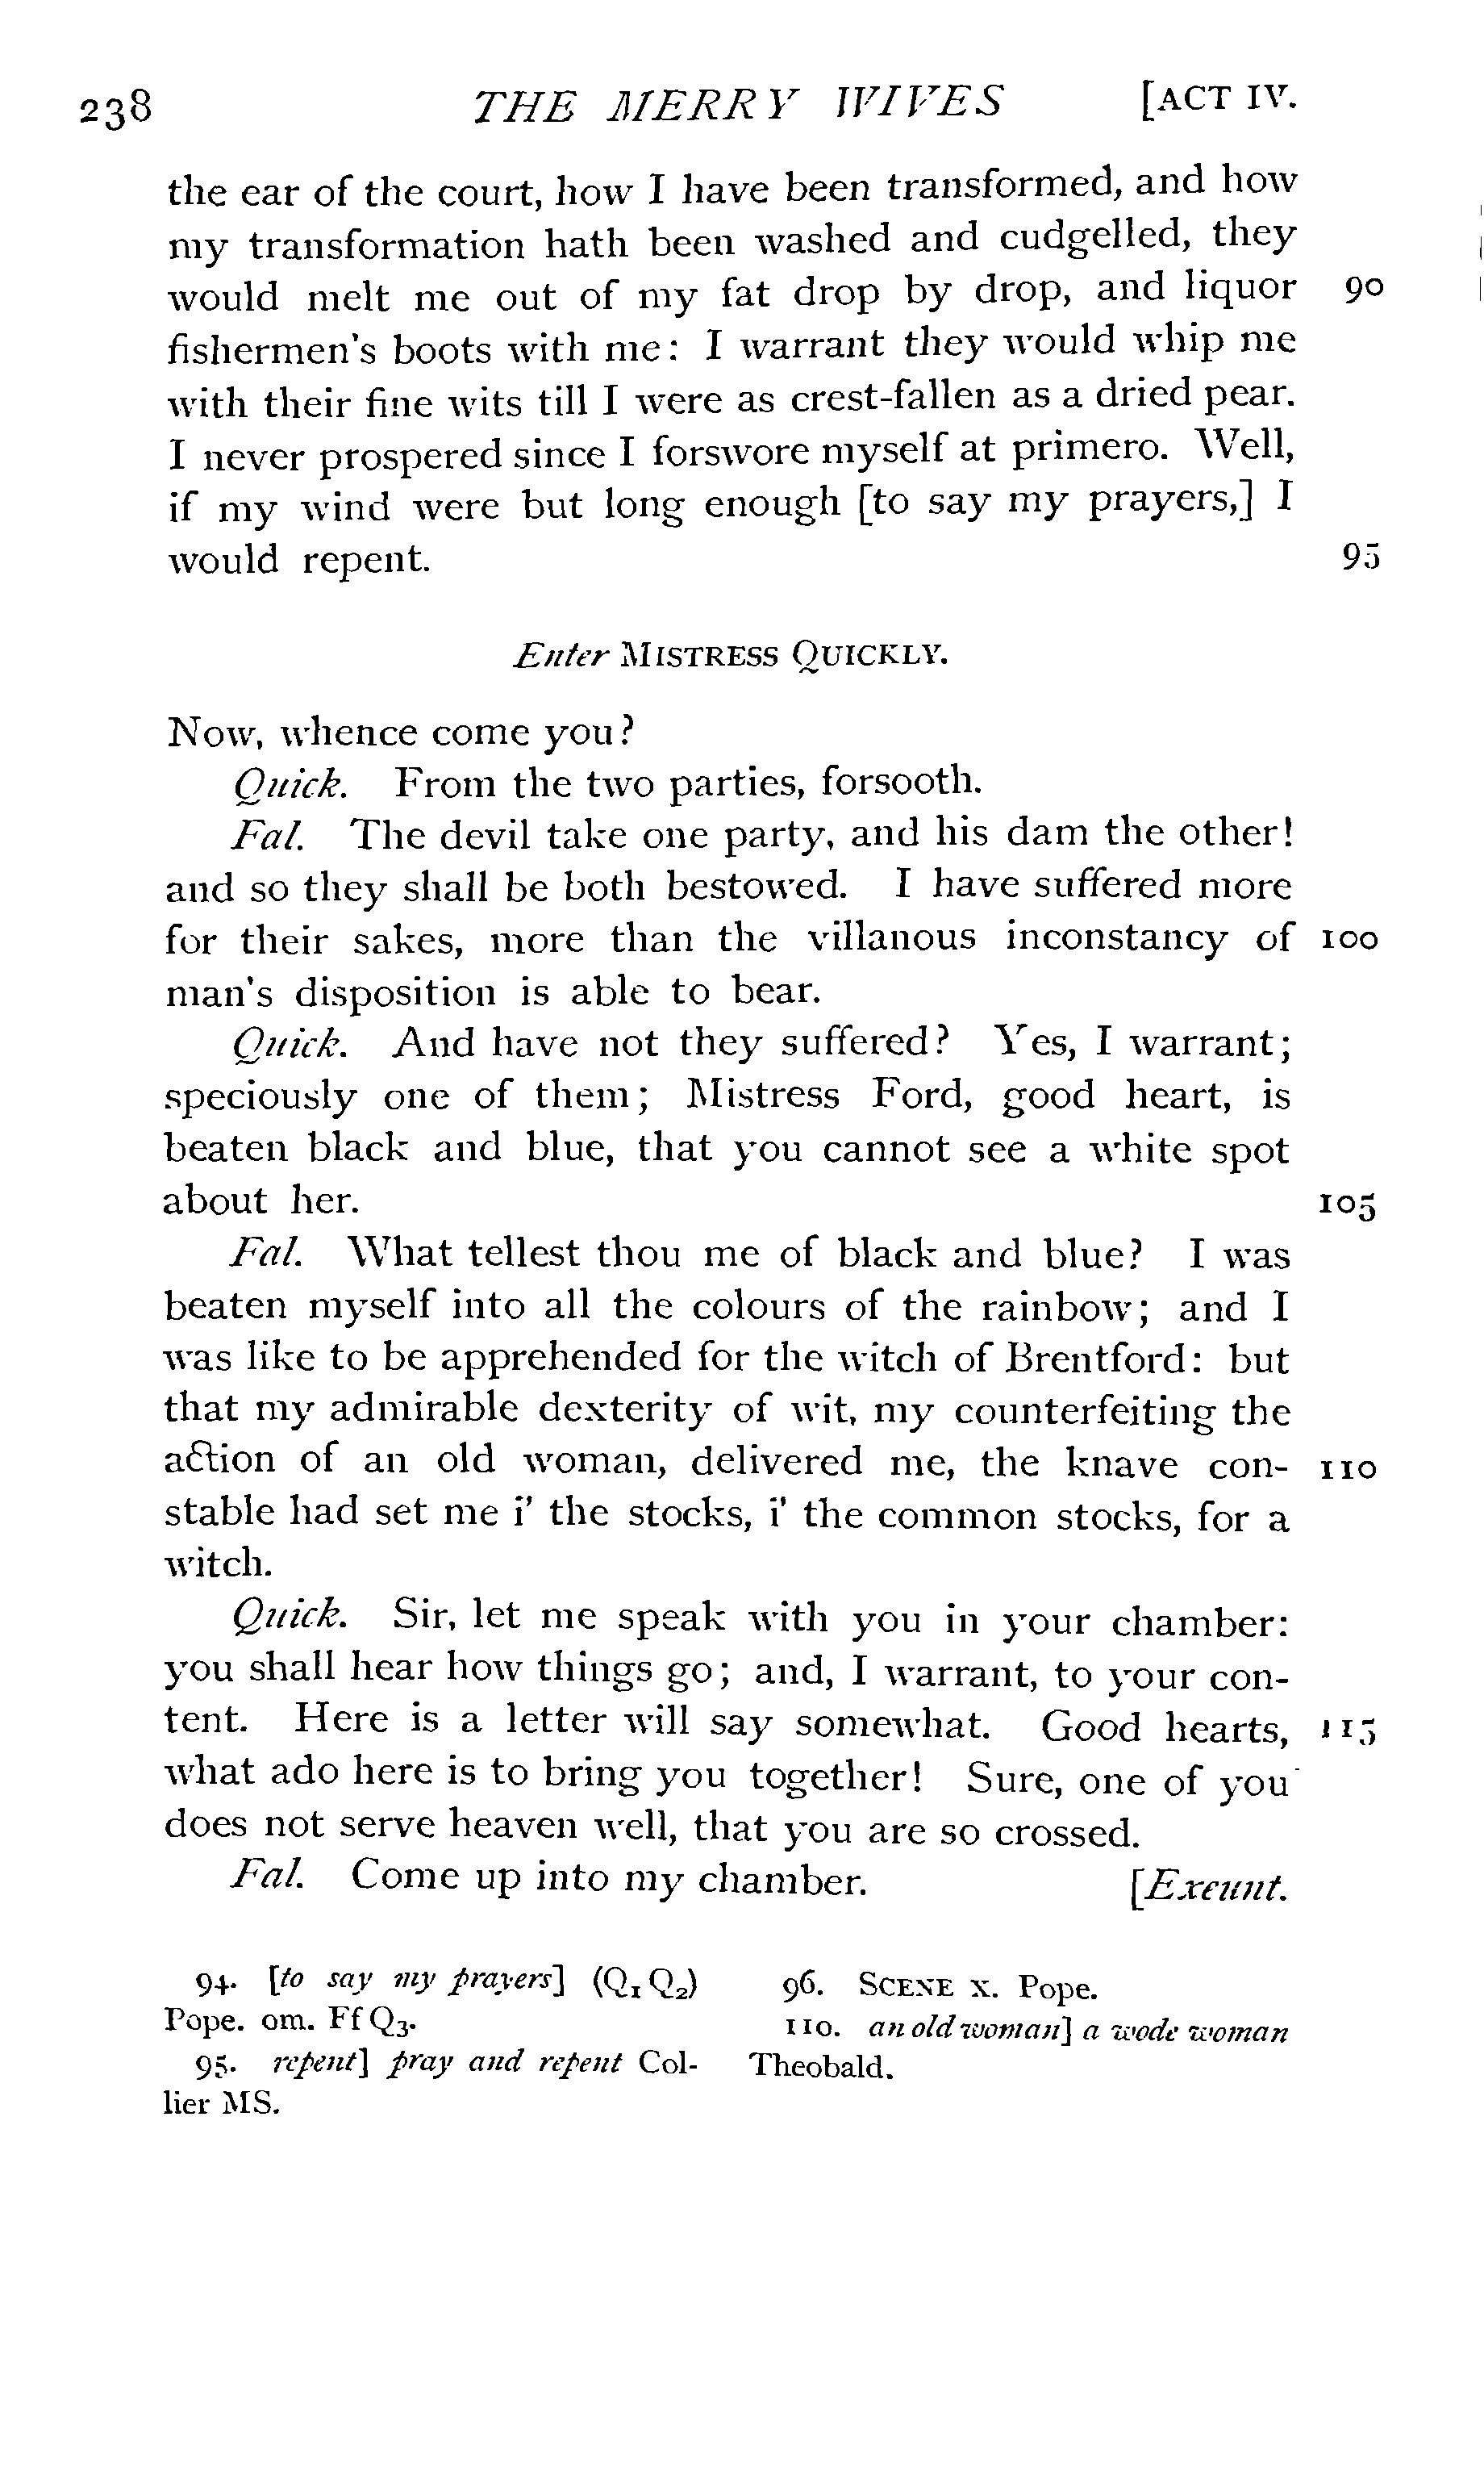 238 THE MERRY WIVES [ACT IV.
the ear of the court, how I have been transformed, and how
my transformation hath been washed and cudgelled, they
would melt me out of my fat drop by drop, and liquor 90
fishermen's boots with me: I warrant they would whip me
with their fine wits till I were as crest-fallen as a dried pear.
I never prospered since I forswore myself at primero. Well,
if my wind were but long enough [to say my prayers,] I
would repent. 95
Enter MISTRESS QUICKLY.
Now, whence come you?
Quick. From the two parties, forsooth.
Fal. The devil take one party, and his dam the other!
and so they shall be both bestowed. I have suffered more
for their sakes, more than the villanous inconstancy of 100
man's disposition is able to bear.
Quick. And have not they suffered? Yes, I warrant;
speciously one of them; Mistress Ford, good heart, is
beaten black and blue, that you cannot see a white spot
about her. 105
Fal. What tellest thou me of black and blue? I was
beaten myself into all the colours of the rainbow; and I
was like to be apprehended for the witch of Brentford: but
that my admirable dexterity of wit, my counterfeiting the
action of an old woman, delivered me, the knave con- 110
stable had set me i' the stocks, i' the common stocks, for a
witch.
Quick. Sir, let me speak with you in your chamber:
you shall hear how things go; and, I warrant, to your con-
tent. Here is a letter will say somewhat. Good hearts, 115
what ado here is to bring you together! Sure, one of you
does not serve heaven well, that you are so crossed.
Fal. Come up into my chamber. [Exeunt.
94. [to say my prayers] (Q1 Q2)
Pope. om. Ff Q3.
95. repent] pray and repent Col-
lier MS.
96. SCENE X. Pope.
110. an old woman] a wode woman
Theobald.